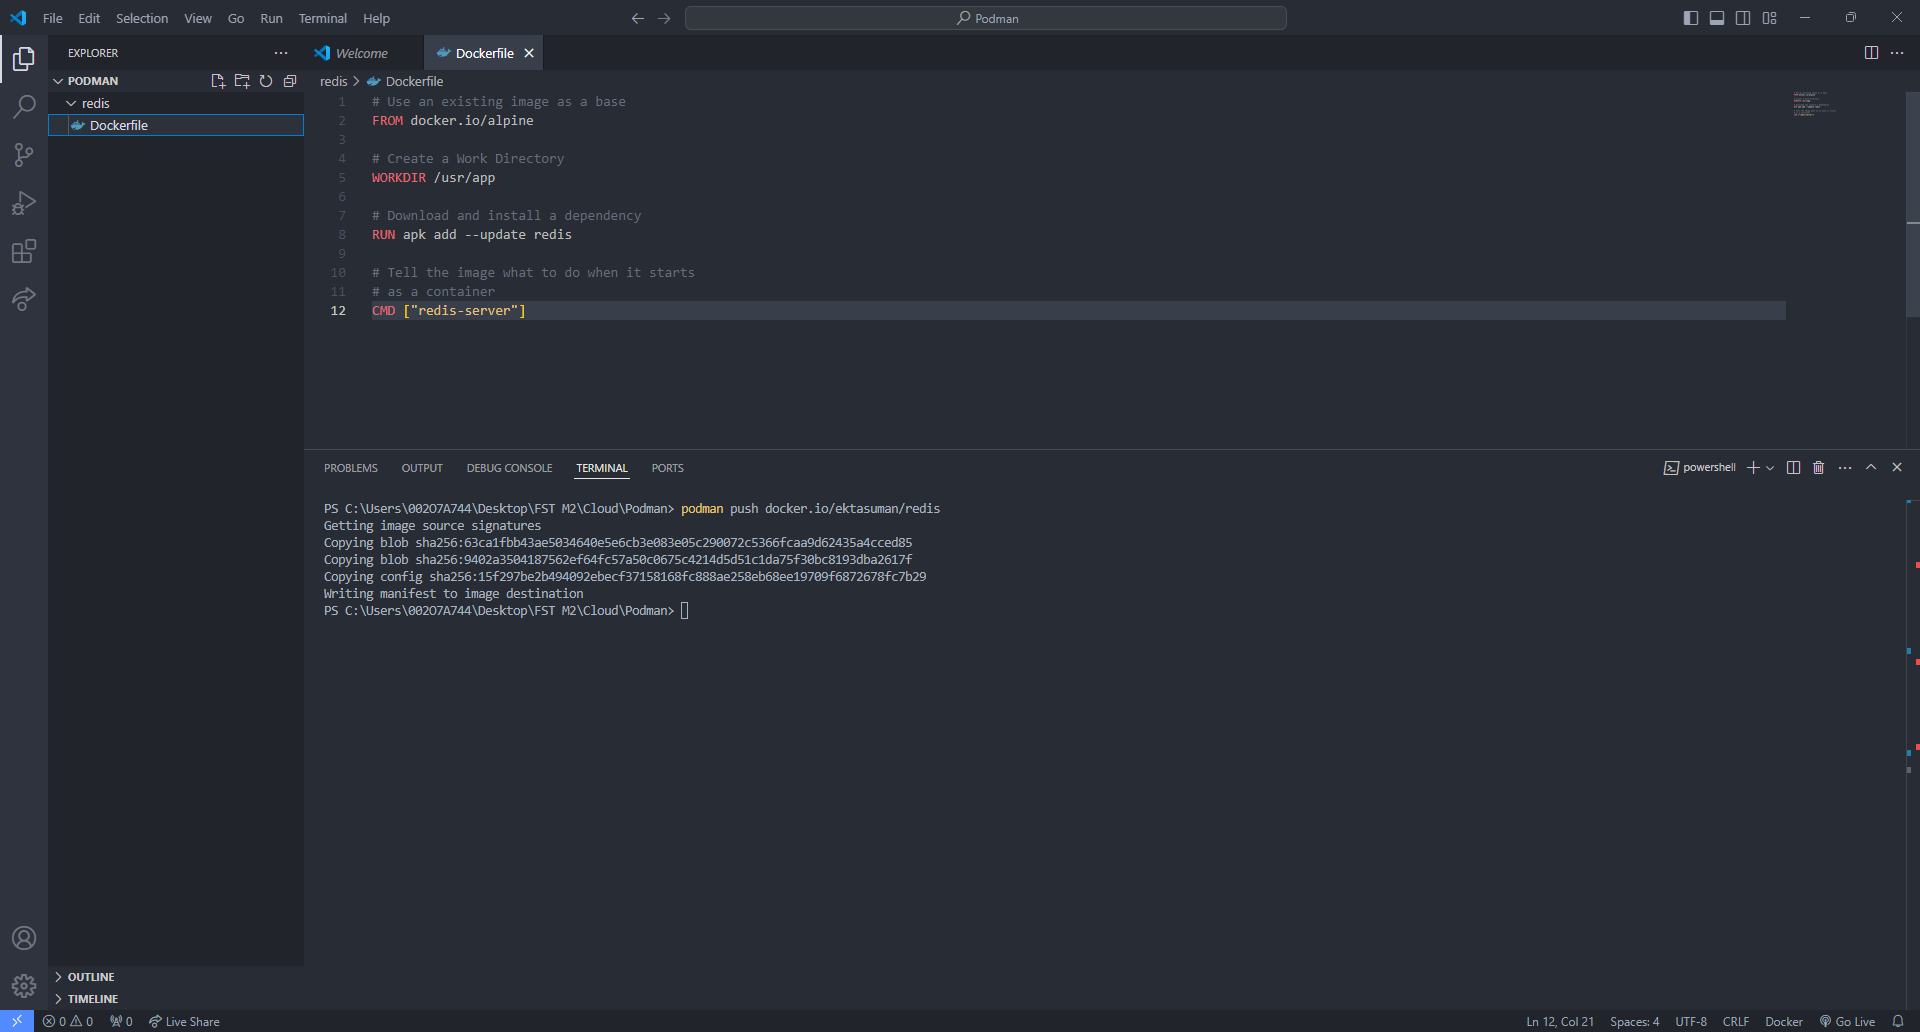 File Edit Selection View Go Run Terminal Help
Podman
EXPLORER
Welcome
Dockerfile
PODMAN
redis
Dockerfile
redis > Dockerfile
1 # Use an existing image as a base
2 FROM docker.io/alpine
3
4 # Create a Work Directory
5 WORKDIR /usr/app
6
7 # Download and install a dependency
8 RUN apk add --update redis
9
10 # Tell the image what to do when it starts
11 # as a container
12 CMD ["redis-server"]
PROBLEMS OUTPUT DEBUG CONSOLE TERMINAL PORTS
powershell
PS C:\Users\002O7A744\Desktop\FST M2\Cloud\Podman> podman push docker.io/ektasuman/redis
Getting image source signatures
Copying blob sha256:63ca1fbb43ae5034640e5e6cb3e083e05c290072c5366fcaa9d62435a4cced85
Copying blob sha256:9402a3504187562ef64fc57a50c0675c4214d5d51c1da75f30bc8193dba2617f
Copying config sha256:15f297be2b494092ebecf37158168fc888ae258eb68ee19709f6872678fc7b29
Writing manifest to image destination
PS C:\Users\002O7A744\Desktop\FST M2\Cloud\Podman>
OUTLINE
TIMELINE
0 0 0 Live Share
Ln 12, Col 21 Spaces: 4 UTF-8 CRLF Docker Go Live